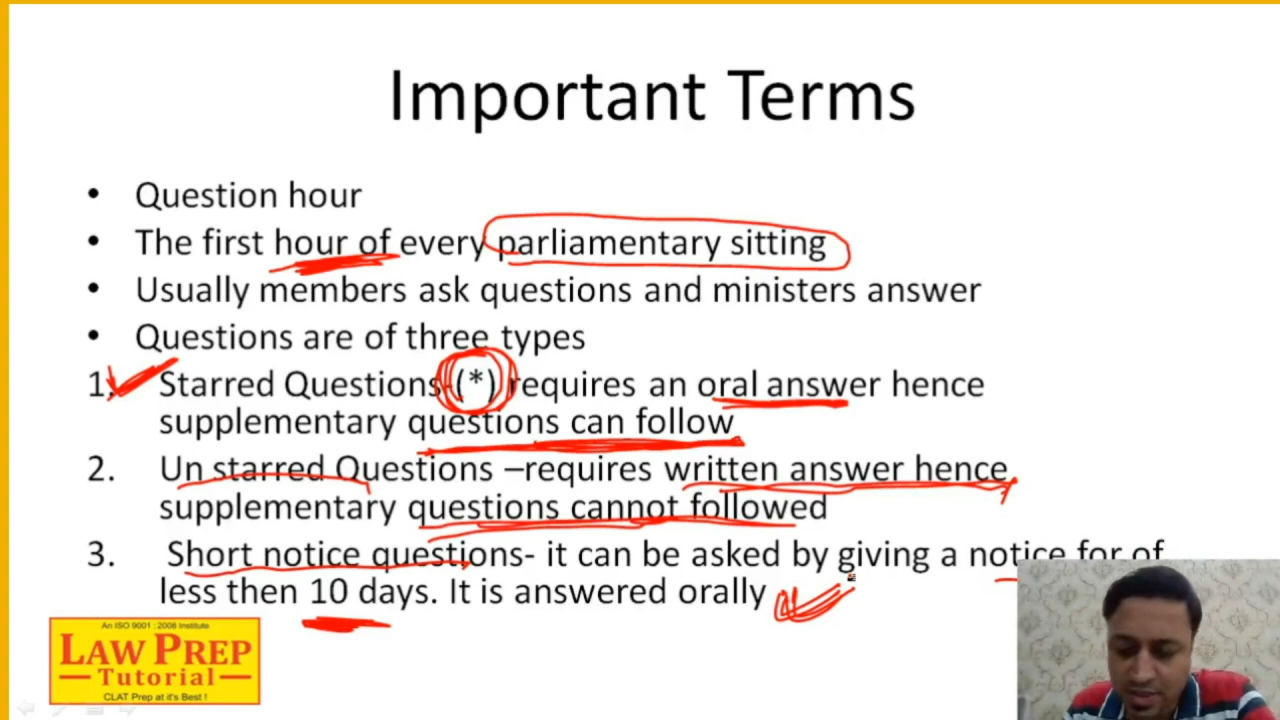 Important Terms
• Question hour
• The first hour of every parliamentary sitting
• Usually members ask questions and ministers answer
• Questions are of three types
1. Starred Questions-(*) requires an oral answer hence
supplementary questions can follow
2. Un starred Questions –requires written answer hence
supplementary questions cannot followed
3. Short notice questions- it can be asked by giving a notice for of
less then 10 days. It is answered orally
An ISO 9001 : 2008 Institute
LAW PREP
Tutorial
CLAT Prep at it's Best !